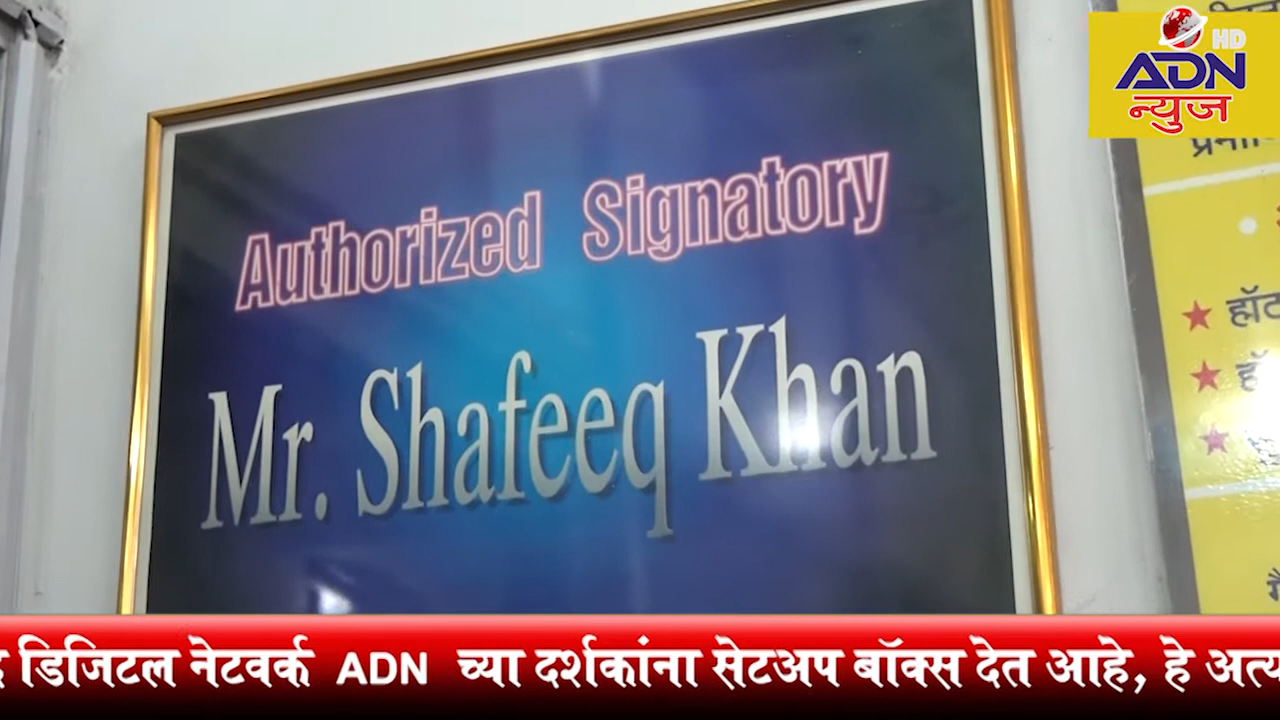 HD
ADN
न्युज
Authorized Signatory
Mr. Shafeeq Khan
डिजिटल नेटवर्क ADN च्या दर्शकांना सेटअप बॉक्स देत आहे, हे